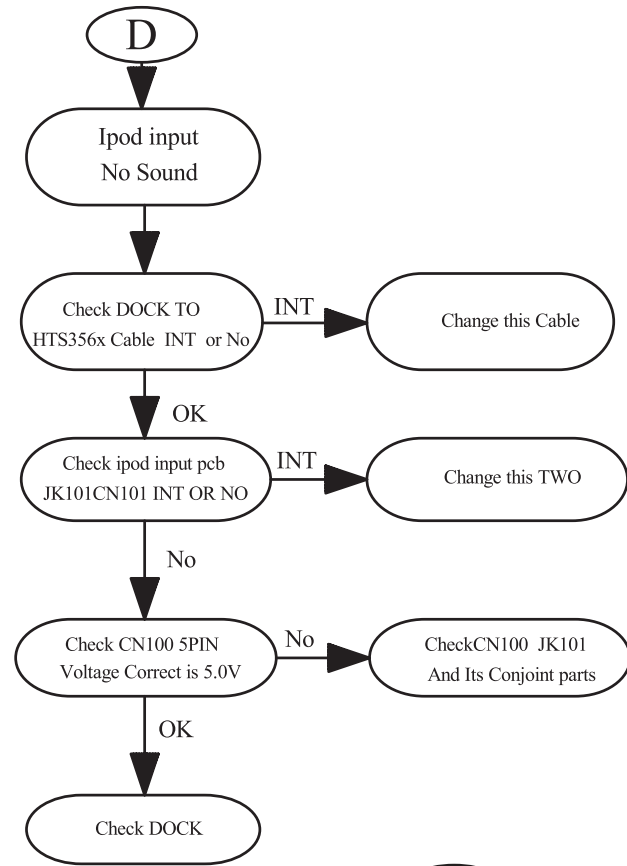 D
Ipod input
No Sound
Check DOCK TO
HTS356x Cable INT or No
INT
Change this Cable
OK
Check ipod input pcb
JK101CN101 INT OR NO
INT
Change this TWO
No
Check CN100 5PIN
Voltage Correct is 5.0V
No
CheckCN100 JK101
And Its Conjoint parts
OK
Check DOCK